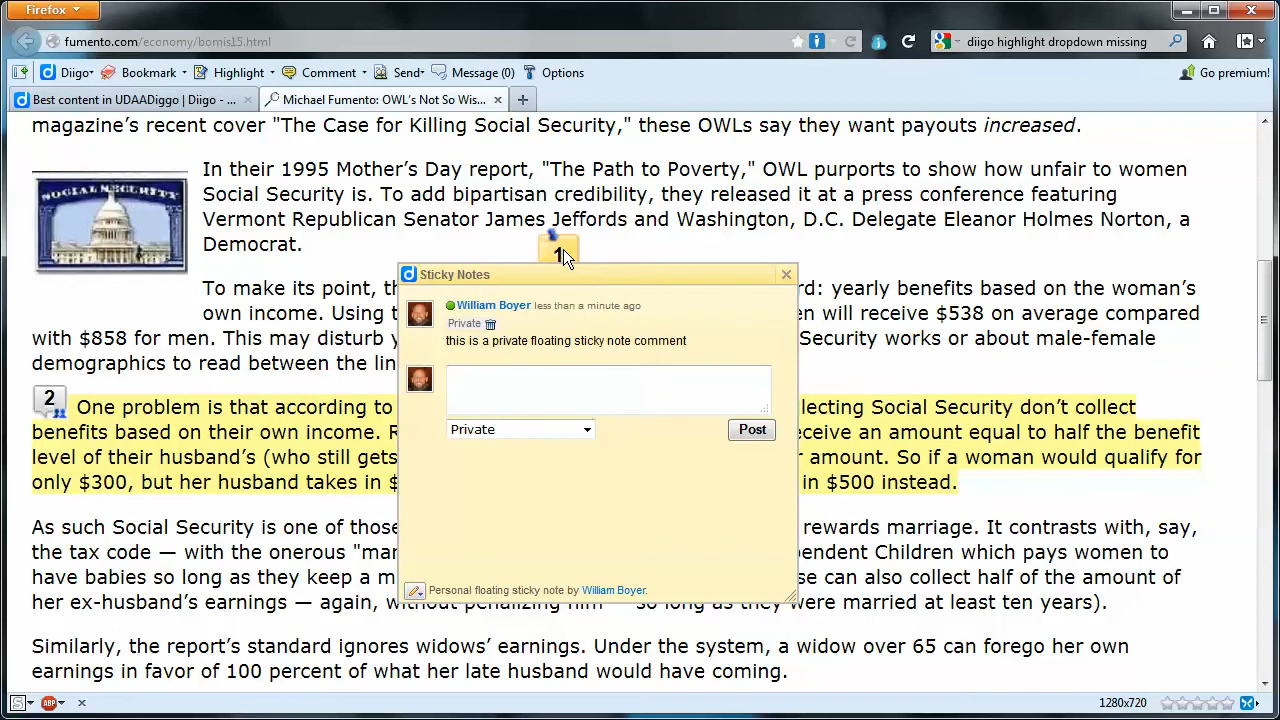 Firefox
fumento.com/economy/bomis15.html
diigo highlight dropdown missing
Diigo
Bookmark
Highlight
Comment
Send
Message (0)
Options
Go premium!
Best content in UDAADiggo | Diigo - ...
Michael Fumento: OWL's Not So Wis...
magazine's recent cover "The Case for Killing Social Security," these OWLs say they want payouts increased.
SOCIAL SECURITY
In their 1995 Mother's Day report, "The Path to Poverty," OWL purports to show how unfair to women
Social Security is. To add bipartisan credibility, they released it at a press conference featuring
Vermont Republican Senator James Jeffords and Washington, D.C. Delegate Eleanor Holmes Norton, a
Democrat.
1
To make its point, th
rd: yearly benefits based on the woman's
own income. Using t
en will receive $538 on average compared
with $858 for men. This may disturb y
Security works or about male-female
demographics to read between the lin
2
One problem is that according to
llecting Social Security don't collect
benefits based on their own income. R
eceive an amount equal to half the benefit
level of their husband's (who still gets
r amount. So if a woman would qualify for
only $300, but her husband takes in $
in $500 instead.
As such Social Security is one of those
rewards marriage. It contrasts with, say,
the tax code — with the onerous "mar
pendent Children which pays women to
have babies so long as they keep a m
se can also collect half of the amount of
her ex-husband's earnings — again, without penalizing him — so long as they were married at least ten years).
Similarly, the report's standard ignores widows' earnings. Under the system, a widow over 65 can forego her own
earnings in favor of 100 percent of what her late husband would have coming.
Sticky Notes
William Boyer less than a minute ago
Private
this is a private floating sticky note comment
Private
Post
Personal floating sticky note by William Boyer.
S
ABP
1280x720